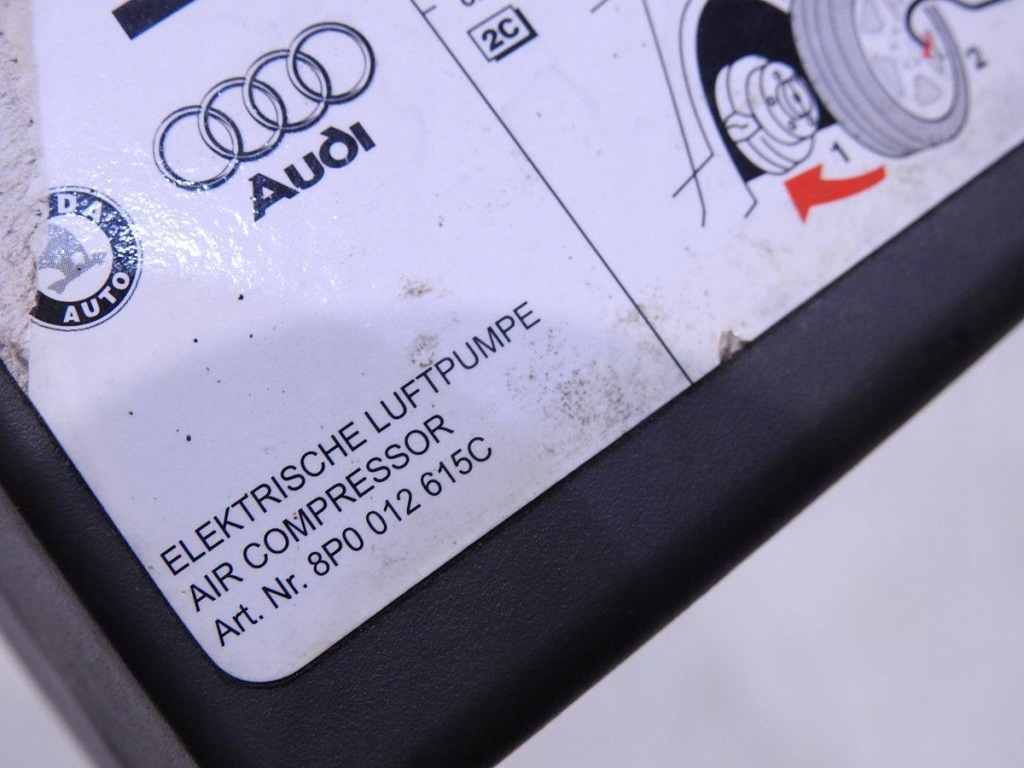 2C
Audi
AUTO
1
2
ELEKTRISCHE LUFTPUMPE
AIR COMPRESSOR
Art. Nr. 8P0 012 615C